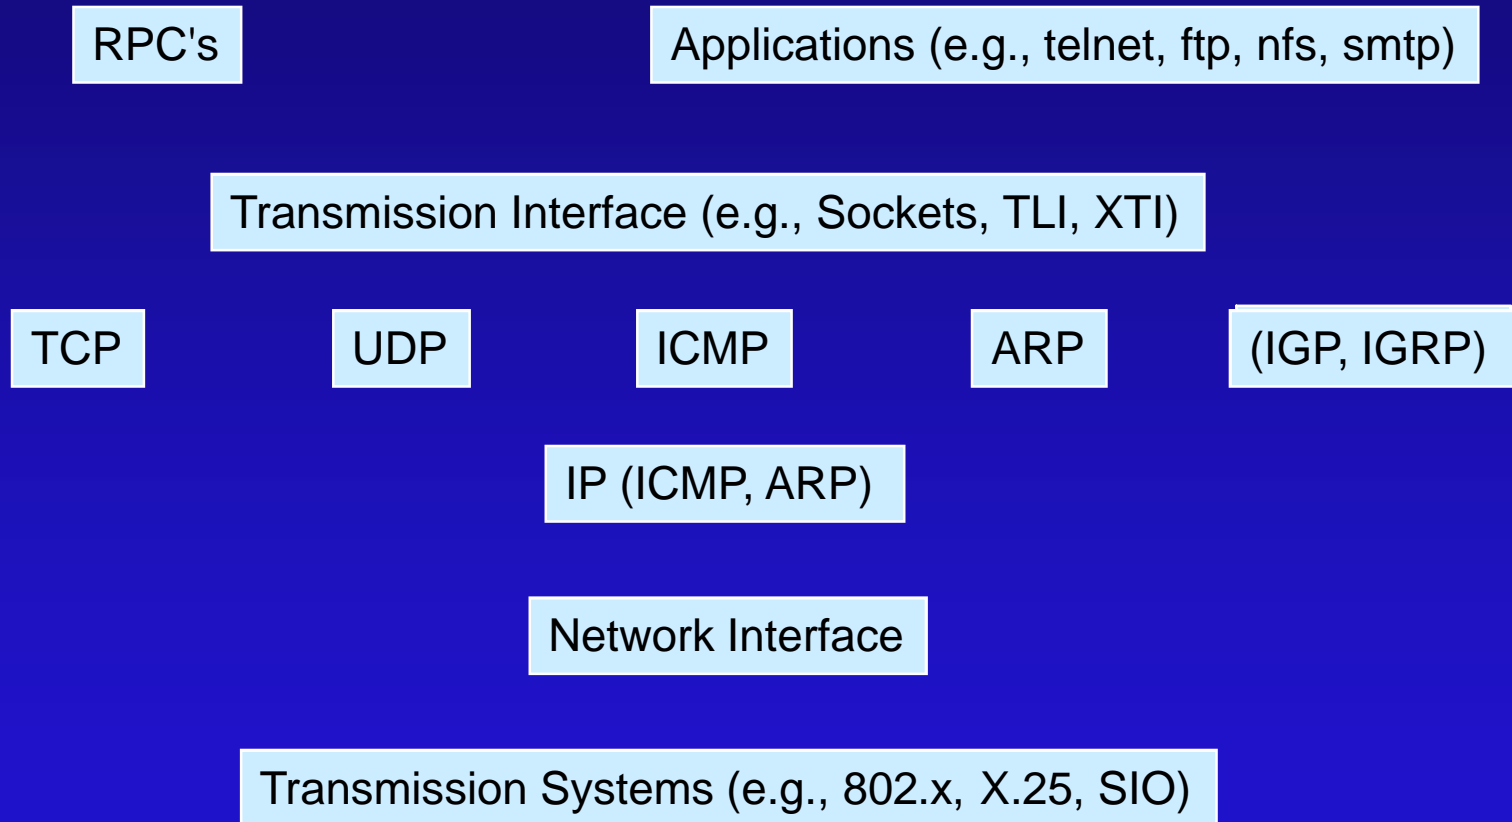 RPC's
Applications (e.g., telnet, ftp, nfs, smtp)
Transmission Interface (e.g., Sockets, TLI, XTI)
TCP
UDP
ICMP
ARP
(IGP, IGRP)
IP (ICMP, ARP)
Network Interface
Transmission Systems (e.g., 802.x, X.25, SIO)